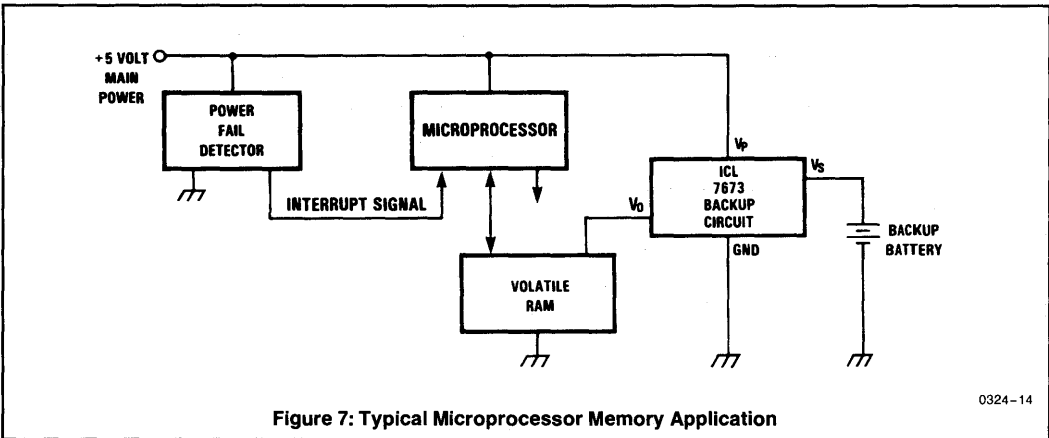 +5 VOLT
MAIN
POWER
POWER
FAIL
DETECTOR
MICROPROCESSOR
INTERRUPT SIGNAL
VP
ICL
7673
BACKUP
CIRCUIT
VS
VO
GND
BACKUP
BATTERY
VOLATILE
RAM
0324-14
Figure 7: Typical Microprocessor Memory Application